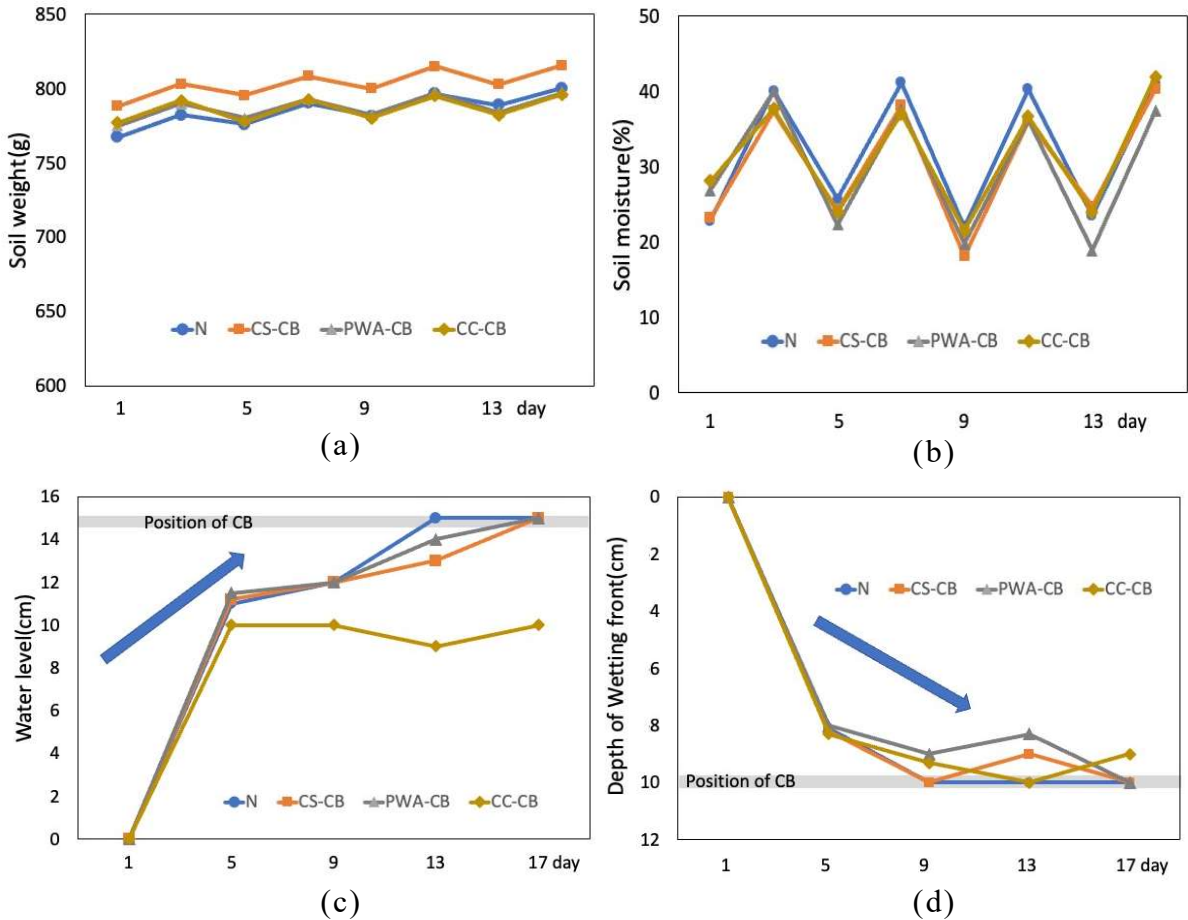 850
800
750
700
650
600
Soil weight(g)
N CS-CB PWA-CB CC-CB
1 5 9 13 day
(a)
50
40
30
20
10
0
Soil moisture(%)
N CS-CB PWA-CB CC-CB
1 5 9 13 day
(b)
16
14
12
10
8
6
4
2
0
Water level(cm)
Position of CB
N CS-CB PWA-CB CC-CB
1 5 9 13 17 day
(c)
0
2
4
6
8
10
12
Depth of Wetting front(cm)
N CS-CB PWA-CB CC-CB
Position of CB
1 5 9 13 17 day
(d)